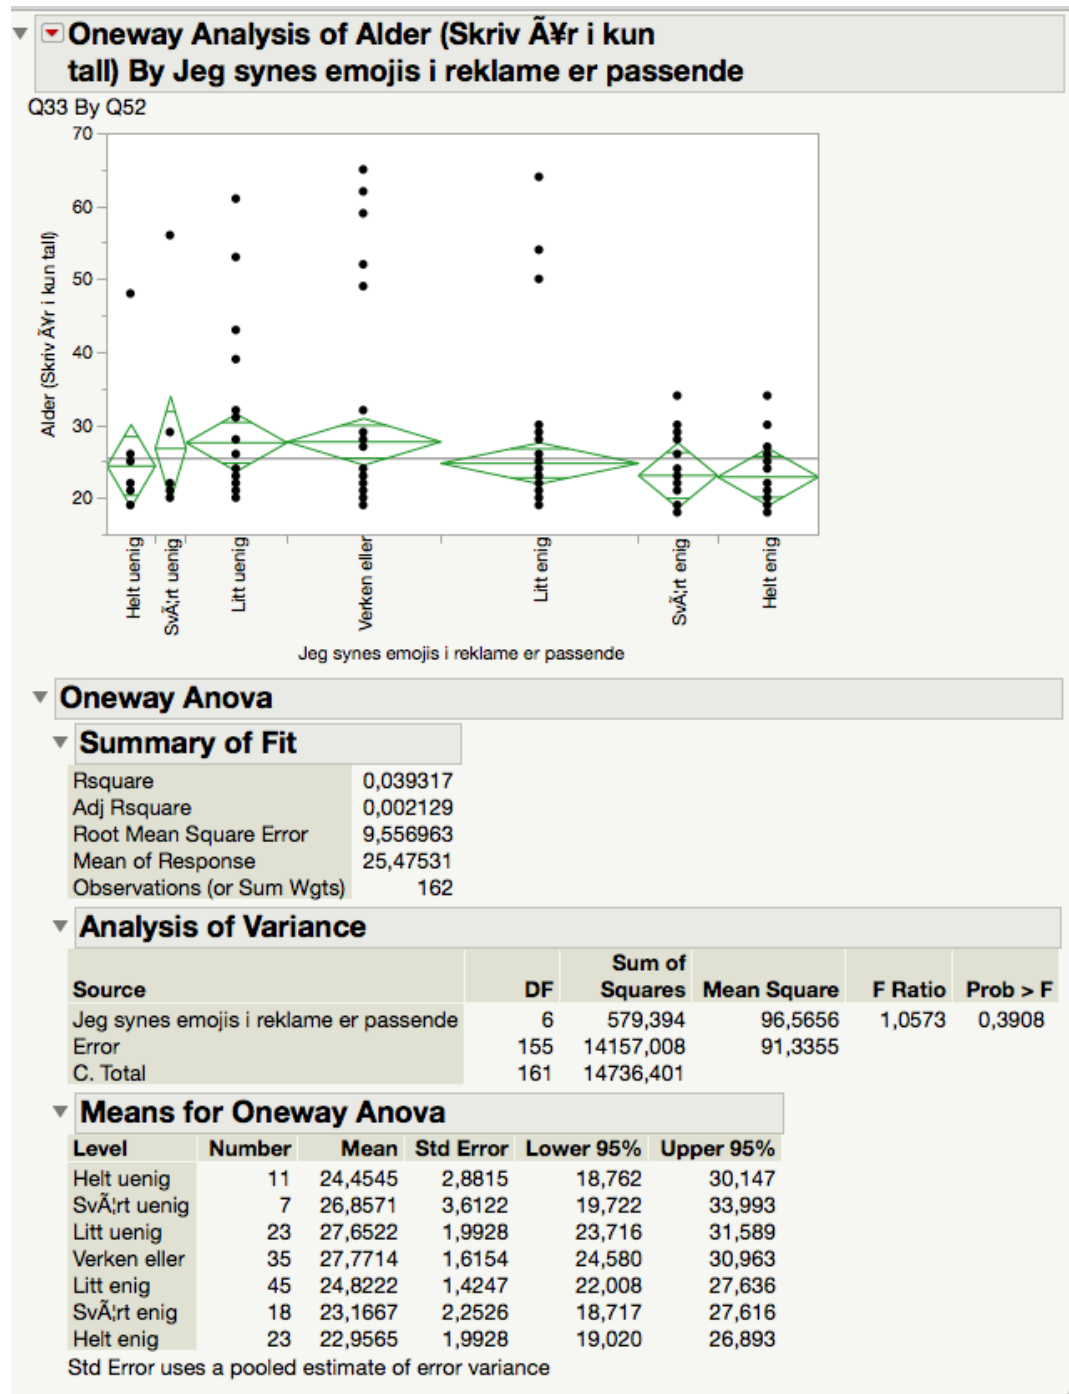 Oneway Analysis of Alder (Skriv Ã¥r i kun
tall) By Jeg synes emojis i reklame er passende
Q33 By Q52
70
60
50
40
30
20
Alder (Skriv Ã¥r i kun tall)
Helt uenig
SvÃ¦rt uenig
Litt uenig
Verken eller
Litt enig
SvÃ¦rt enig
Helt enig
Jeg synes emojis i reklame er passende
Oneway Anova
Summary of Fit
Rsquare 0,039317
Adj Rsquare 0,002129
Root Mean Square Error 9,556963
Mean of Response 25,47531
Observations (or Sum Wgts) 162
Analysis of Variance
Source DF Sum of Squares Mean Square F Ratio Prob > F
Jeg synes emojis i reklame er passende 6 579,394 96,5656 1,0573 0,3908
Error 155 14157,008 91,3355
C. Total 161 14736,401
Means for Oneway Anova
Level Number Mean Std Error Lower 95% Upper 95%
Helt uenig 11 24,4545 2,8815 18,762 30,147
SvÃ¦rt uenig 7 26,8571 3,6122 19,722 33,993
Litt uenig 23 27,6522 1,9928 23,716 31,589
Verken eller 35 27,7714 1,6154 24,580 30,963
Litt enig 45 24,8222 1,4247 22,008 27,636
SvÃ¦rt enig 18 23,1667 2,2526 18,717 27,616
Helt enig 23 22,9565 1,9928 19,020 26,893
Std Error uses a pooled estimate of error variance